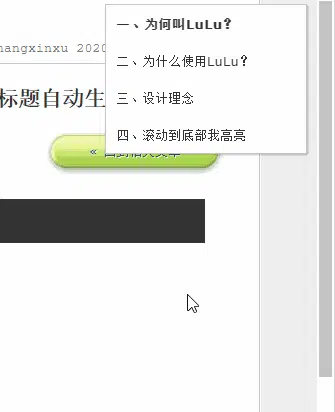 一、为何叫LuLu？
二、为什么使用LuLu？
hangxinxu 2020
三、设计理念
标题自动生
四、滚动到底部我高亮
«